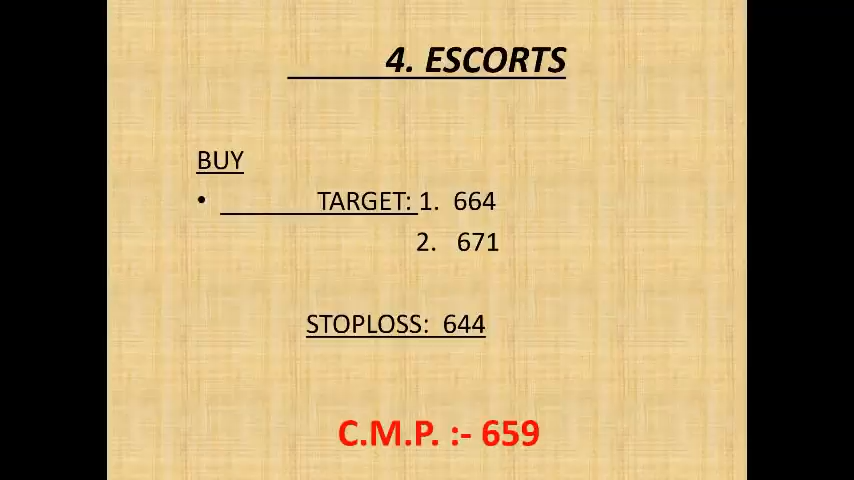 4. ESCORTS
BUY
• TARGET: 1. 664
2. 671
STOPLOSS: 644
C.M.P. :- 659